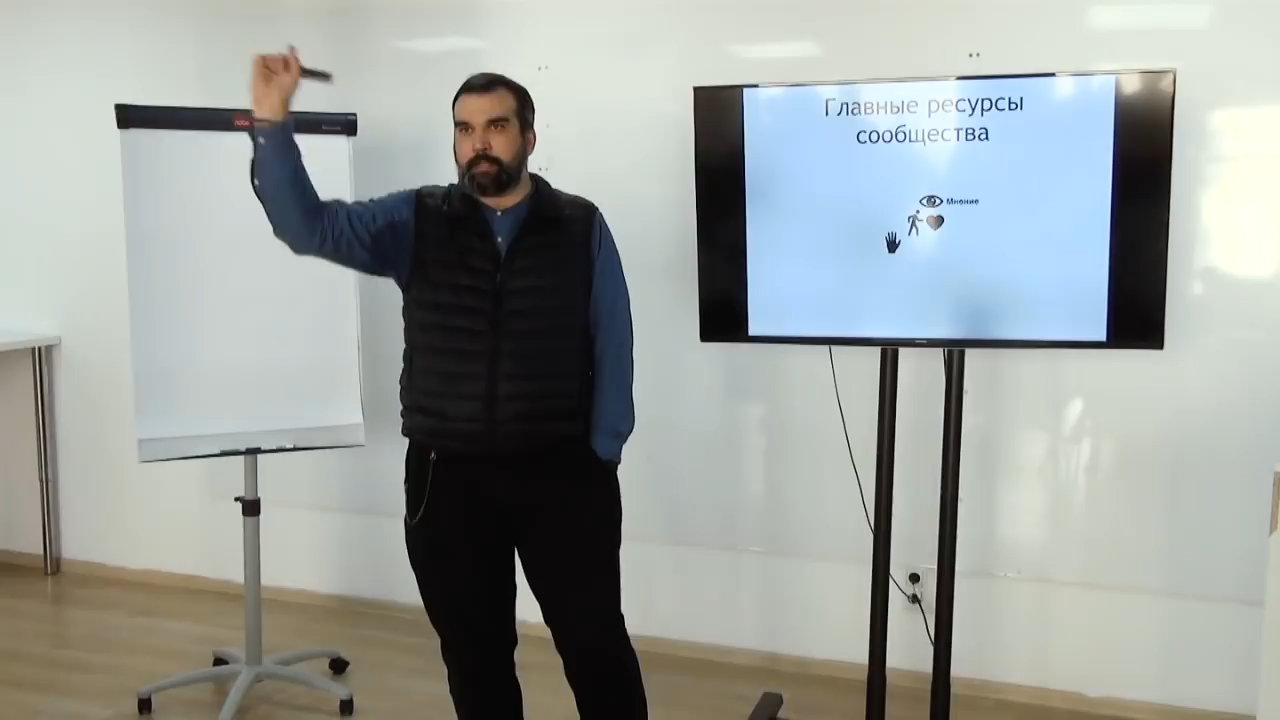 Главные ресурсы
сообщества
Мнение